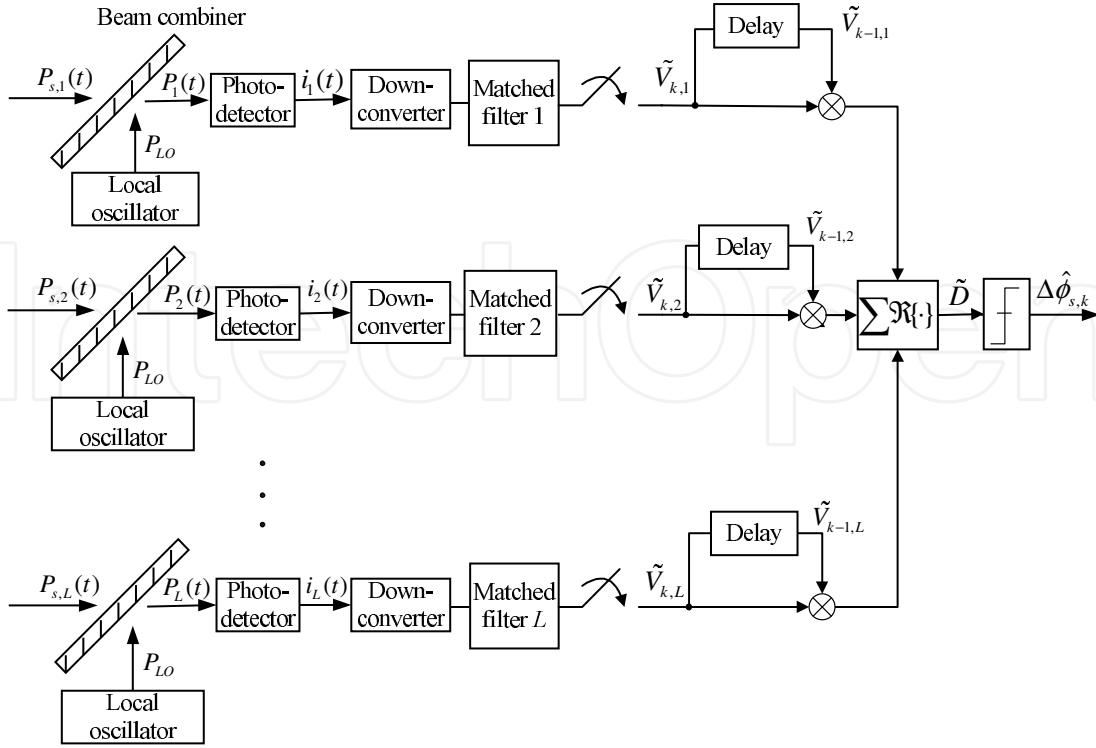 Beam combiner
P_{s,1}(t)
P_1(t)
Photo-
detector
i_1(t)
Down-
converter
Matched
filter 1
Ṽ_{k,1}
Delay
Ṽ_{k-1,1}
P_{LO}
Local
oscillator
P_{s,2}(t)
P_2(t)
Photo-
detector
i_2(t)
Down-
converter
Matched
filter 2
Ṽ_{k,2}
Delay
Ṽ_{k-1,2}
∑ℜ{·}
D̃
Δϕ̂_{s,k}
P_{LO}
Local
oscillator
P_{s,L}(t)
P_L(t)
Photo-
detector
i_L(t)
Down-
converter
Matched
filter L
Ṽ_{k,L}
Delay
Ṽ_{k-1,L}
P_{LO}
Local
oscillator
IntechOpen